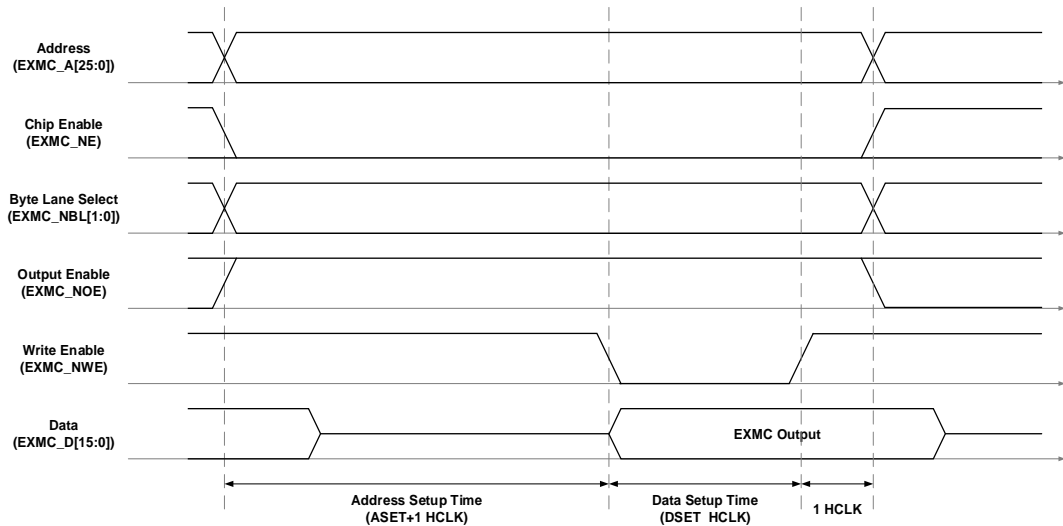 Address
(EXMC_A[25:0])
Chip Enable
(EXMC_NE)
Byte Lane Select
(EXMC_NBL[1:0])
Output Enable
(EXMC_NOE)
Write Enable
(EXMC_NWE)
Data
(EXMC_D[15:0])
EXMC Output
Address Setup Time
(ASET+1 HCLK)
Data Setup Time
(DSET HCLK)
1 HCLK